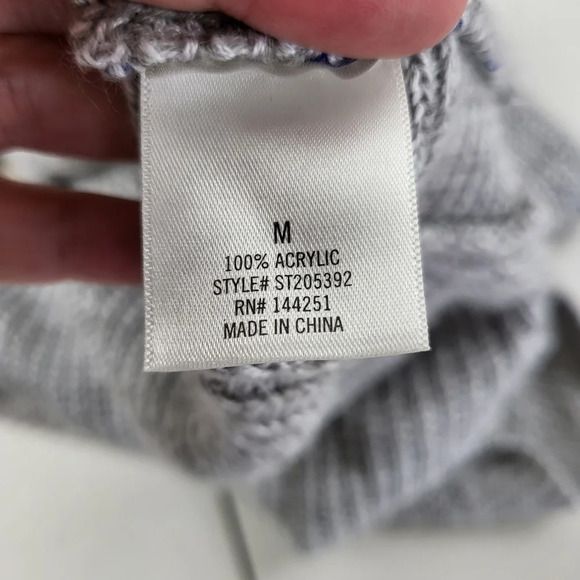 M
100% ACRYLIC
STYLE# ST205392
RN# 144251
MADE IN CHINA